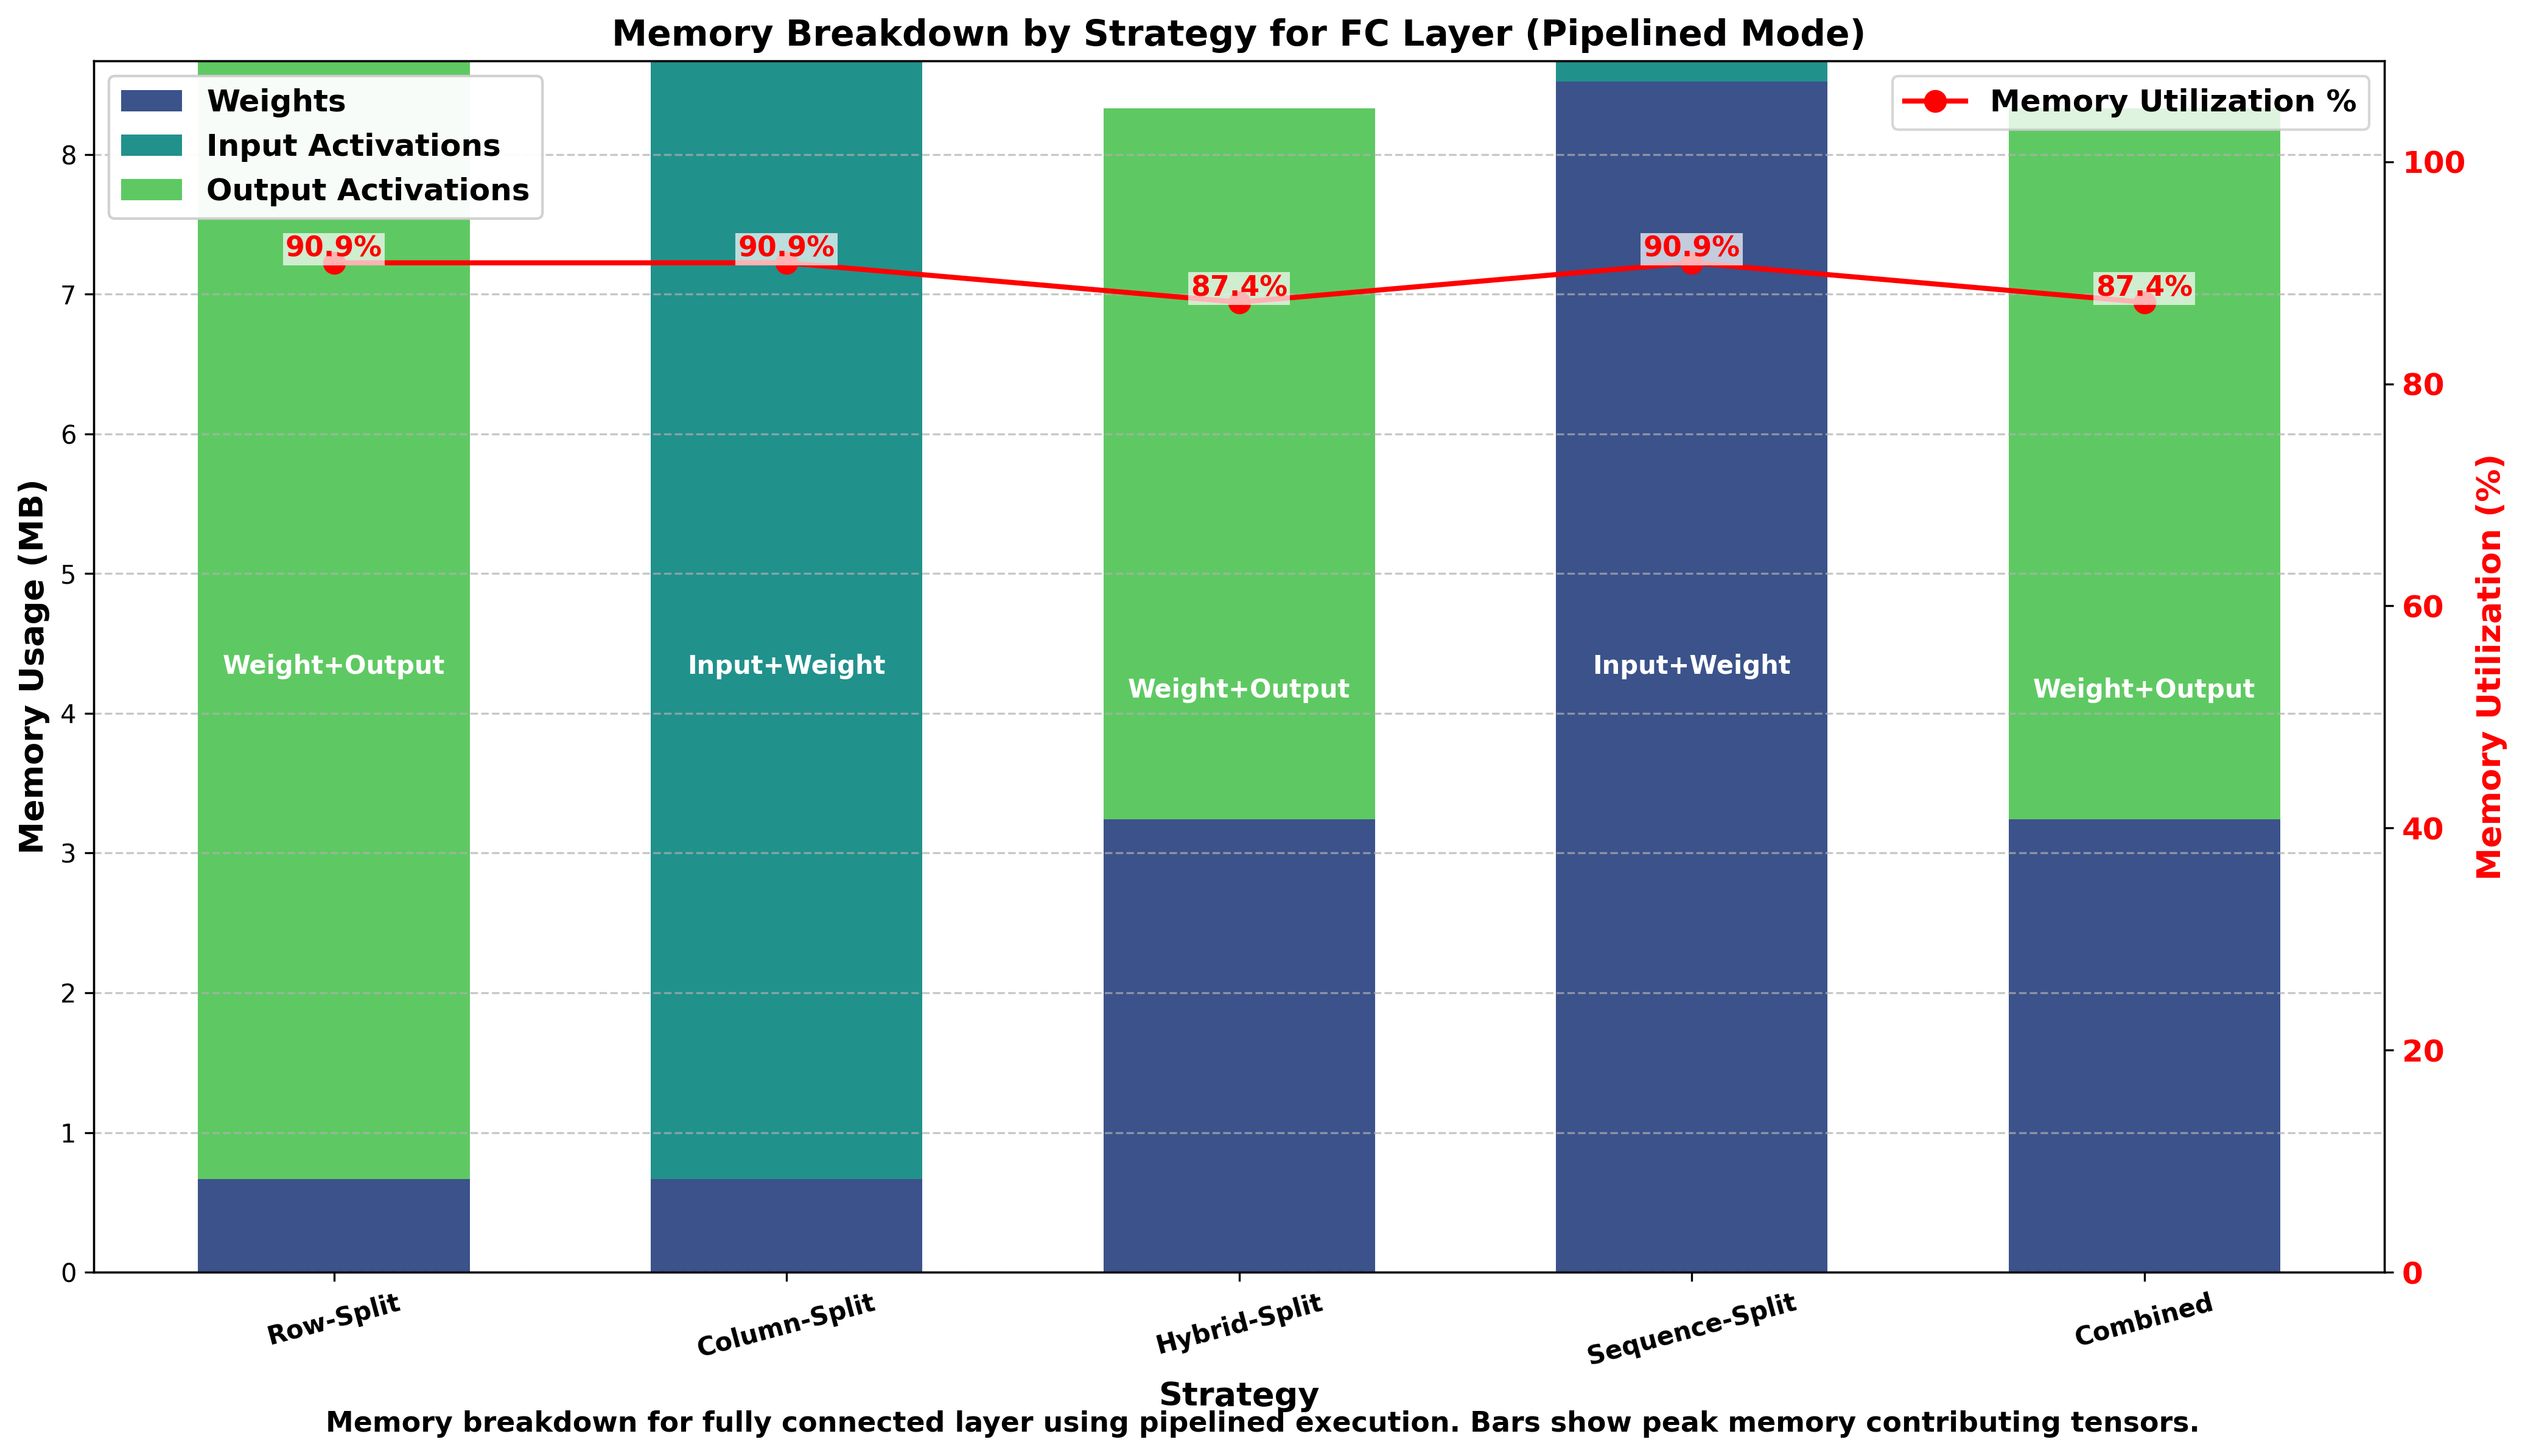 Memory Breakdown by Strategy for FC Layer (Pipelined Mode)
Weights
Input Activations
Output Activations
Memory Utilization %
90.9%
90.9%
87.4%
90.9%
87.4%
Weight+Output
Input+Weight
Weight+Output
Input+Weight
Weight+Output
Memory Usage (MB)
8
7
6
5
4
3
2
1
0
Memory Utilization (%)
100
80
60
40
20
0
Row-Split
Column-Split
Hybrid-Split
Sequence-Split
Combined
Strategy
Memory breakdown for fully connected layer using pipelined execution. Bars show peak memory contributing tensors.